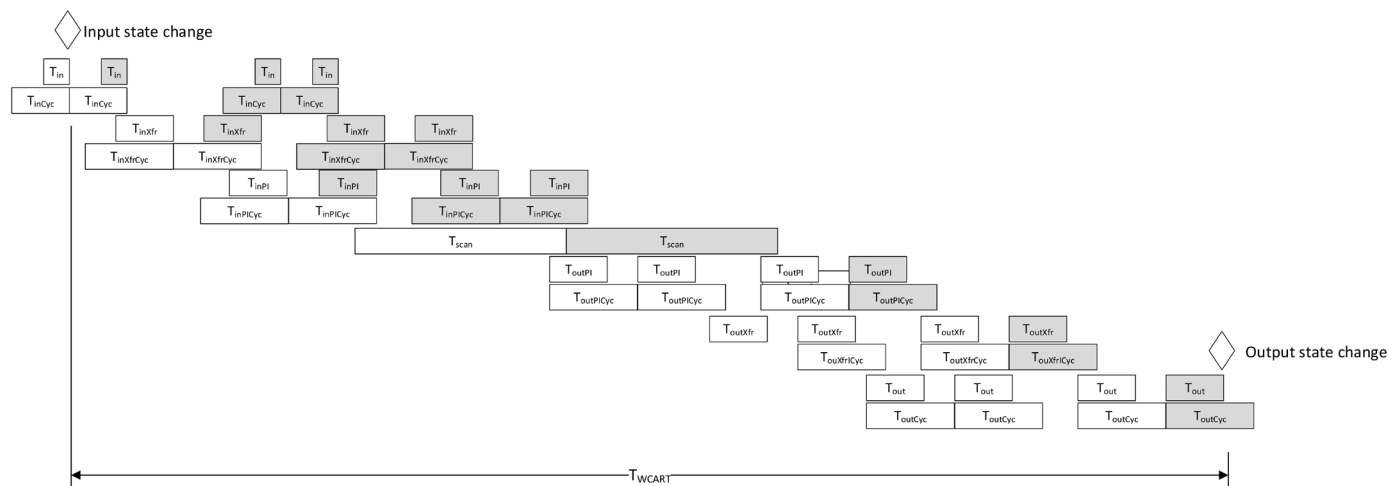 Input state change
Tin Tin Tin Tin
TinCyc TinCyc TinCyc TinCyc
TinXfr TinXfr TinXfr TinXfr
TinXfrCyc TinXfrCyc TinXfrCyc TinXfrCyc
TinPI TinPI TinPI TinPI
TinPICyc TinPICyc TinPICyc TinPICyc
Tscan Tscan
ToutPI ToutPI ToutPI ToutPI
ToutPICyc ToutPICyc ToutPICyc ToutPICyc
ToutXfr ToutXfr ToutXfr ToutXfr
Output state change
TouXfrICyc ToutXfrCyc TouXfrICyc
Tout Tout Tout Tout
ToutCyc ToutCyc ToutCyc ToutCyc
TWCART